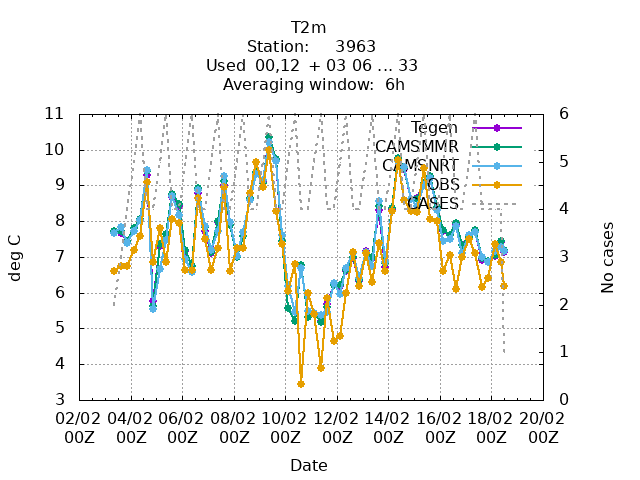 T2m
Station: 3963
Used 00,12 + 03 06 ... 33
Averaging window: 6h
11
10
9
8
7
6
5
4
3
deg C
6
5
4
3
2
1
0
No cases
Tegen
CAMSMMR
CAMSNRT
OBS
CASES
02/02 04/02 06/02 08/02 10/02 12/02 14/02 16/02 18/02 20/02
00Z 00Z 00Z 00Z 00Z 00Z 00Z 00Z 00Z 00Z
Date